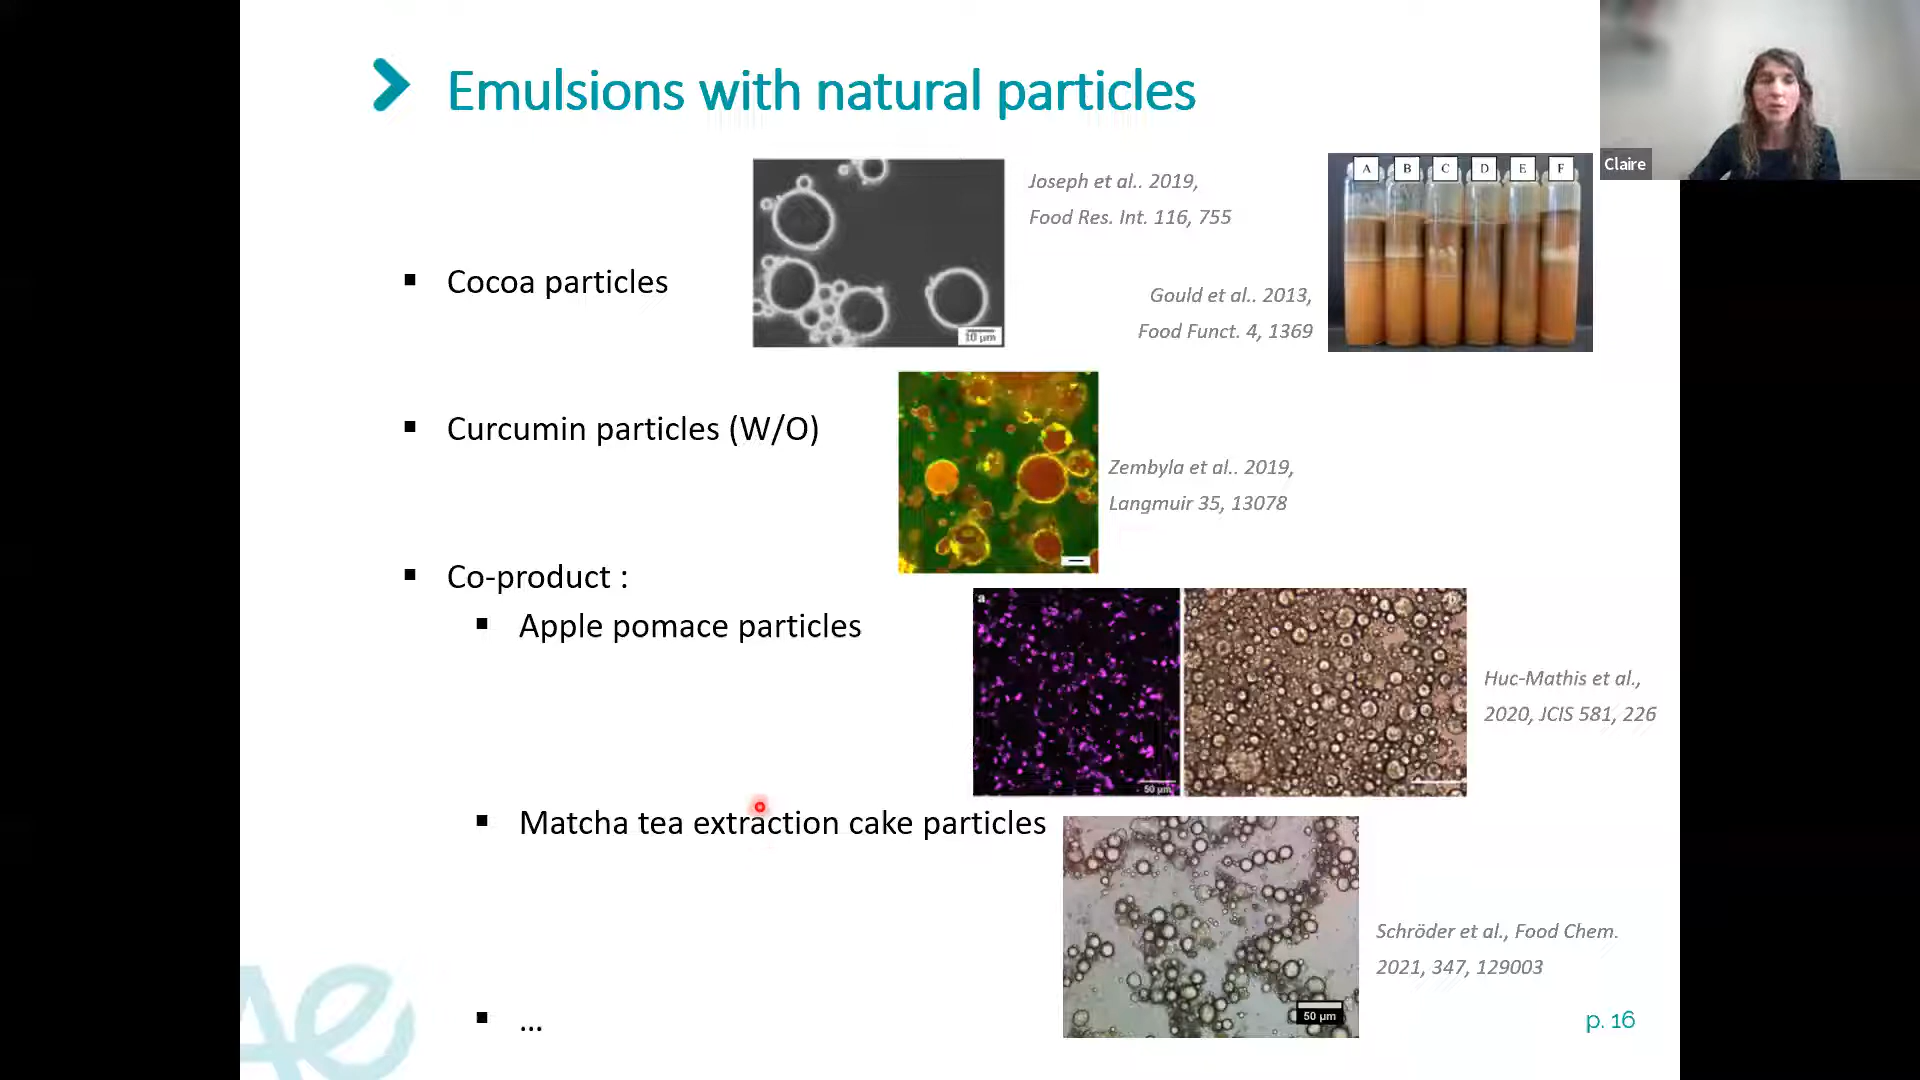 Emulsions with natural particles
Claire
Joseph et al.. 2019,
Food Res. Int. 116, 755
A B C D E F
Cocoa particles
10 µm
Gould et al.. 2013,
Food Funct. 4, 1369
Curcumin particles (W/O)
Zembyla et al.. 2019,
Langmuir 35, 13078
Co-product :
Apple pomace particles
a
b
50 µm
Huc-Mathis et al.,
2020, JCIS 581, 226
Matcha tea extraction cake particles
Schröder et al., Food Chem.
2021, 347, 129003
50 µm
...
p. 16